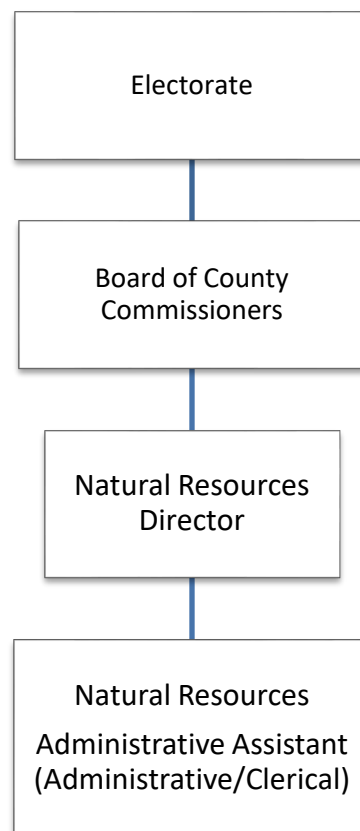 Electorate
Board of County
Commissioners
Natural Resources
Director
Natural Resources
Administrative Assistant
(Administrative/Clerical)